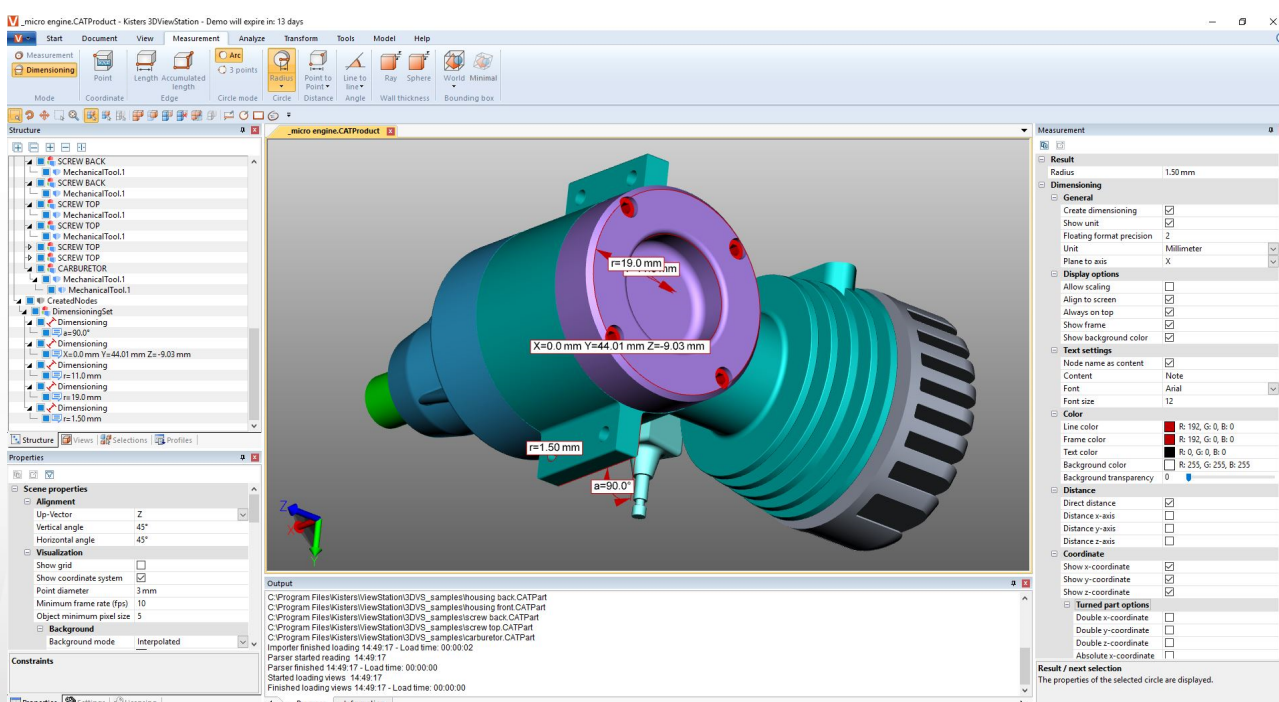 _micro engine.CATProduct - Kisters 3DViewStation - Demo will expire in: 13 days
Start Document View Measurement Analyze Transform Tools Model Help
Measurement
Dimensioning
Mode
Point
Coordinate
Length Accumulated length
Edge
Arc
3 points
Circle mode
Radius
Circle
Point to Point
Distance
Line to line
Angle
Ray Sphere
Wall thickness
World Minimal
Bounding box
Structure
SCREW BACK
MechanicalTool.1
SCREW BACK
MechanicalTool.1
SCREW TOP
MechanicalTool.1
SCREW TOP
MechanicalTool.1
SCREW TOP
SCREW TOP
CARBURETOR
MechanicalTool.1
MechanicalTool.1
CreatedNodes
DimensioningSet
Dimensioning
a=90.0°
Dimensioning
X=0.0 mm Y=44.01 mm Z=-9.03 mm
Dimensioning
r=11.0 mm
Dimensioning
r=19.0 mm
Dimensioning
r=1.50 mm
Structure Views Selections Profiles
Properties
Scene properties
Alignment
Up-Vector Z
Vertical angle 45°
Horizontal angle 45°
Visualization
Show grid
Show coordinate system
Point diameter 3 mm
Minimum frame rate (fps) 10
Object minimum pixel size 5
Background
Background mode Interpolated
Constraints
_micro engine.CATProduct
r=19.0 mm
X=0.0 mm Y=44.01 mm Z=-9.03 mm
r=1.50 mm
a=90.0°
Z
X
Y
Output
C:\Program Files\Kisters\ViewStation\3DVS_samples\housing back.CATPart
C:\Program Files\Kisters\ViewStation\3DVS_samples\housing front.CATPart
C:\Program Files\Kisters\ViewStation\3DVS_samples\screw back.CATPart
C:\Program Files\Kisters\ViewStation\3DVS_samples\screw top.CATPart
C:\Program Files\Kisters\ViewStation\3DVS_samples\carburetor.CATPart
Importer finished loading 14:49:17 - Load time: 00:00:02
Parser started reading 14:49:17
Parser finished 14:49:17 - Load time: 00:00:00
Started loading views 14:49:17
Finished loading views 14:49:17 - Load time: 00:00:00
Measurement
Result
Radius 1.50 mm
Dimensioning
General
Create dimensioning
Show unit
Floating format precision 2
Unit Millimeter
Plane to axis X
Display options
Allow scaling
Align to screen
Always on top
Show frame
Show background color
Text settings
Node name as content
Content Note
Font Arial
Font size 12
Color
Line color R: 192, G: 0, B: 0
Frame color R: 192, G: 0, B: 0
Text color R: 0, G: 0, B: 0
Background color R: 255, G: 255, B: 255
Background transparency 0
Distance
Direct distance
Distance x-axis
Distance y-axis
Distance z-axis
Coordinate
Show x-coordinate
Show y-coordinate
Show z-coordinate
Turned part options
Double x-coordinate
Double y-coordinate
Double z-coordinate
Absolute x-coordinate
Result / next selection
The properties of the selected circle are displayed.